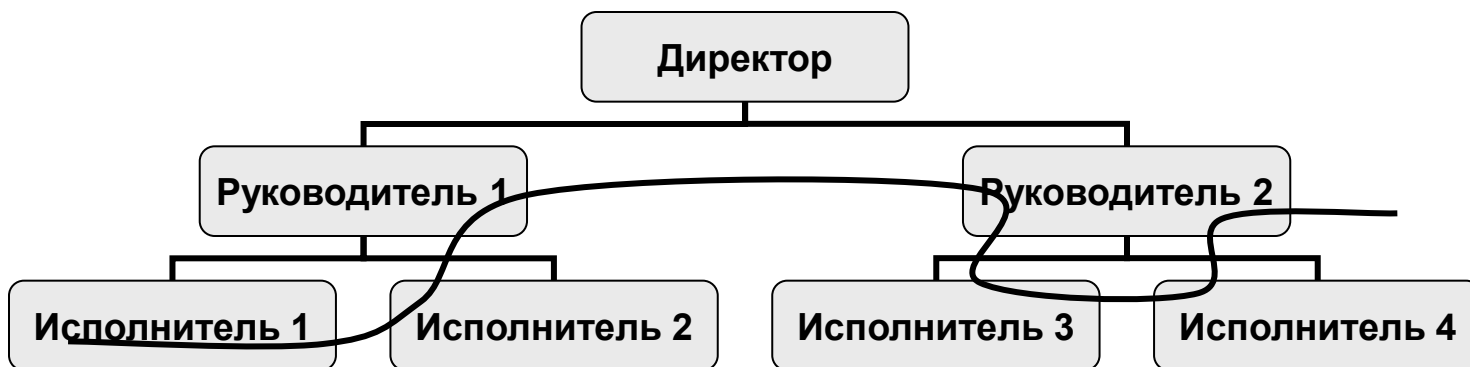 Директор
Руководитель 1 Руководитель 2
Исполнитель 1 Исполнитель 2 Исполнитель 3 Исполнитель 4